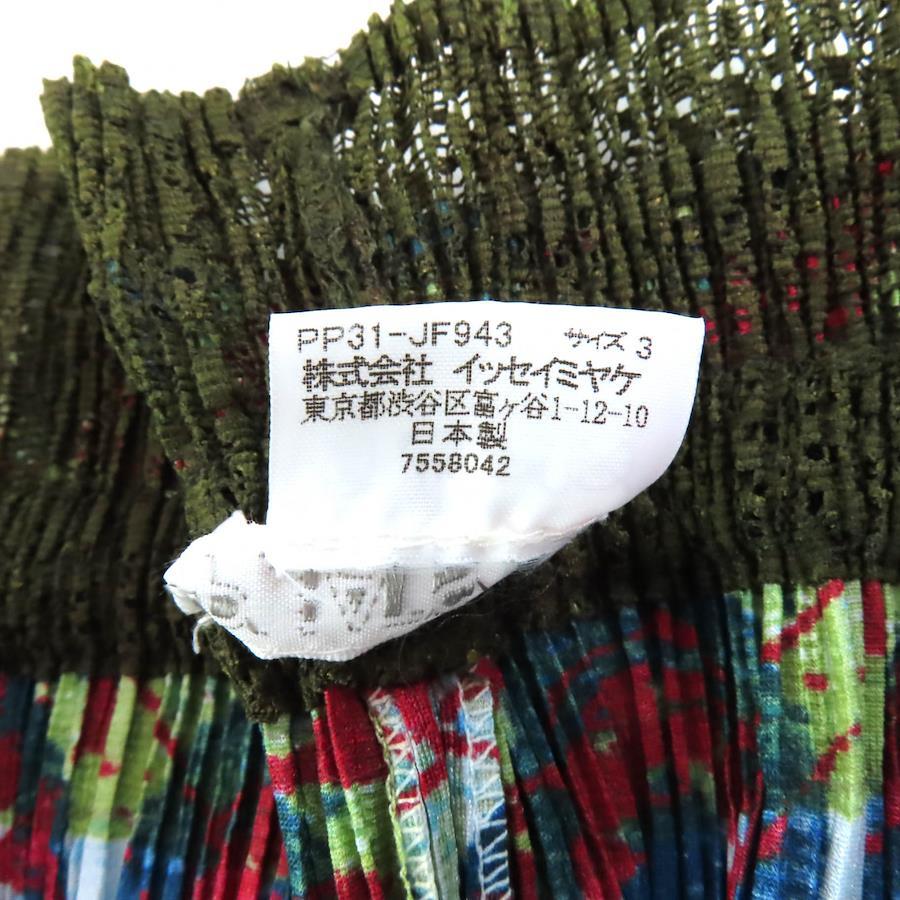 PP31-JF943 サイズ 3
株式会社 イッセイミヤケ
東京都渋谷区富ヶ谷1-12-10
日本製
7558042